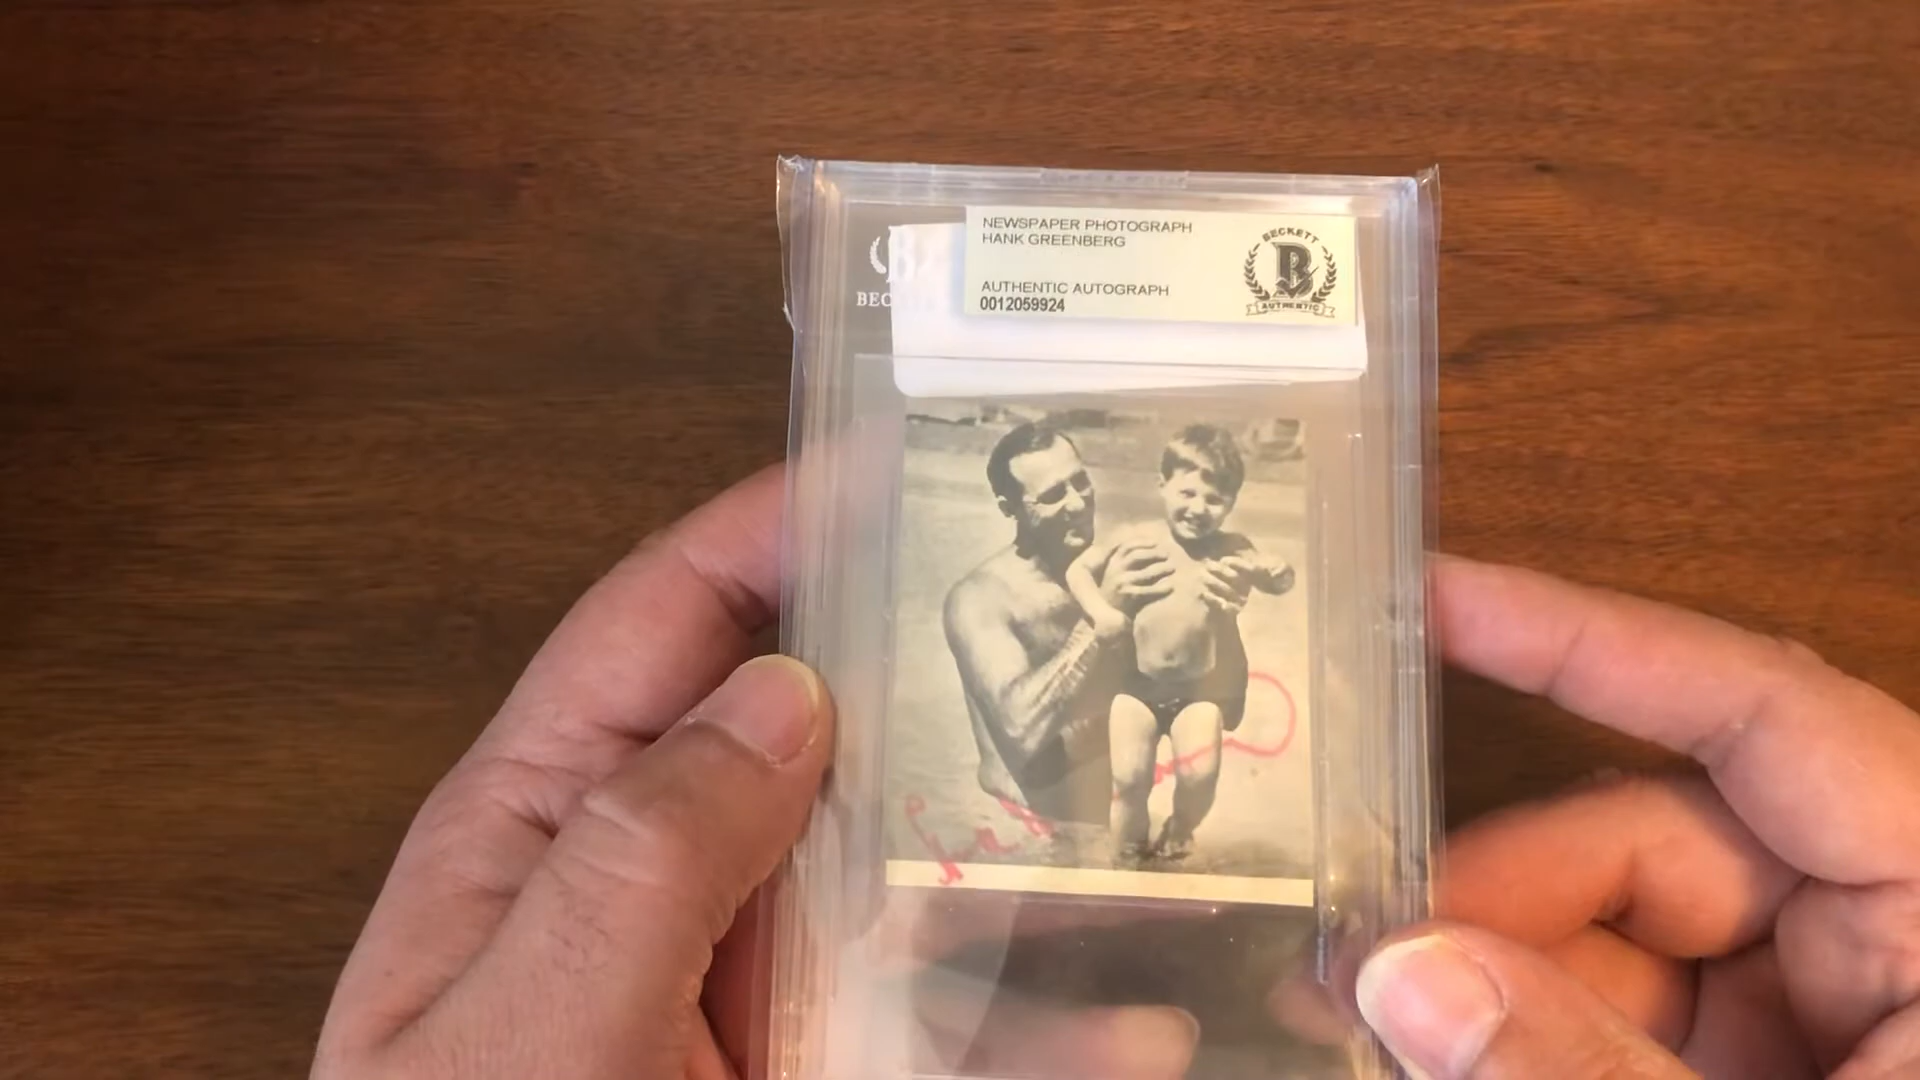 NEWSPAPER PHOTOGRAPH
HANK GREENBERG
AUTHENTIC AUTOGRAPH
0012059924
BECKETT
B
AUTHENTIC